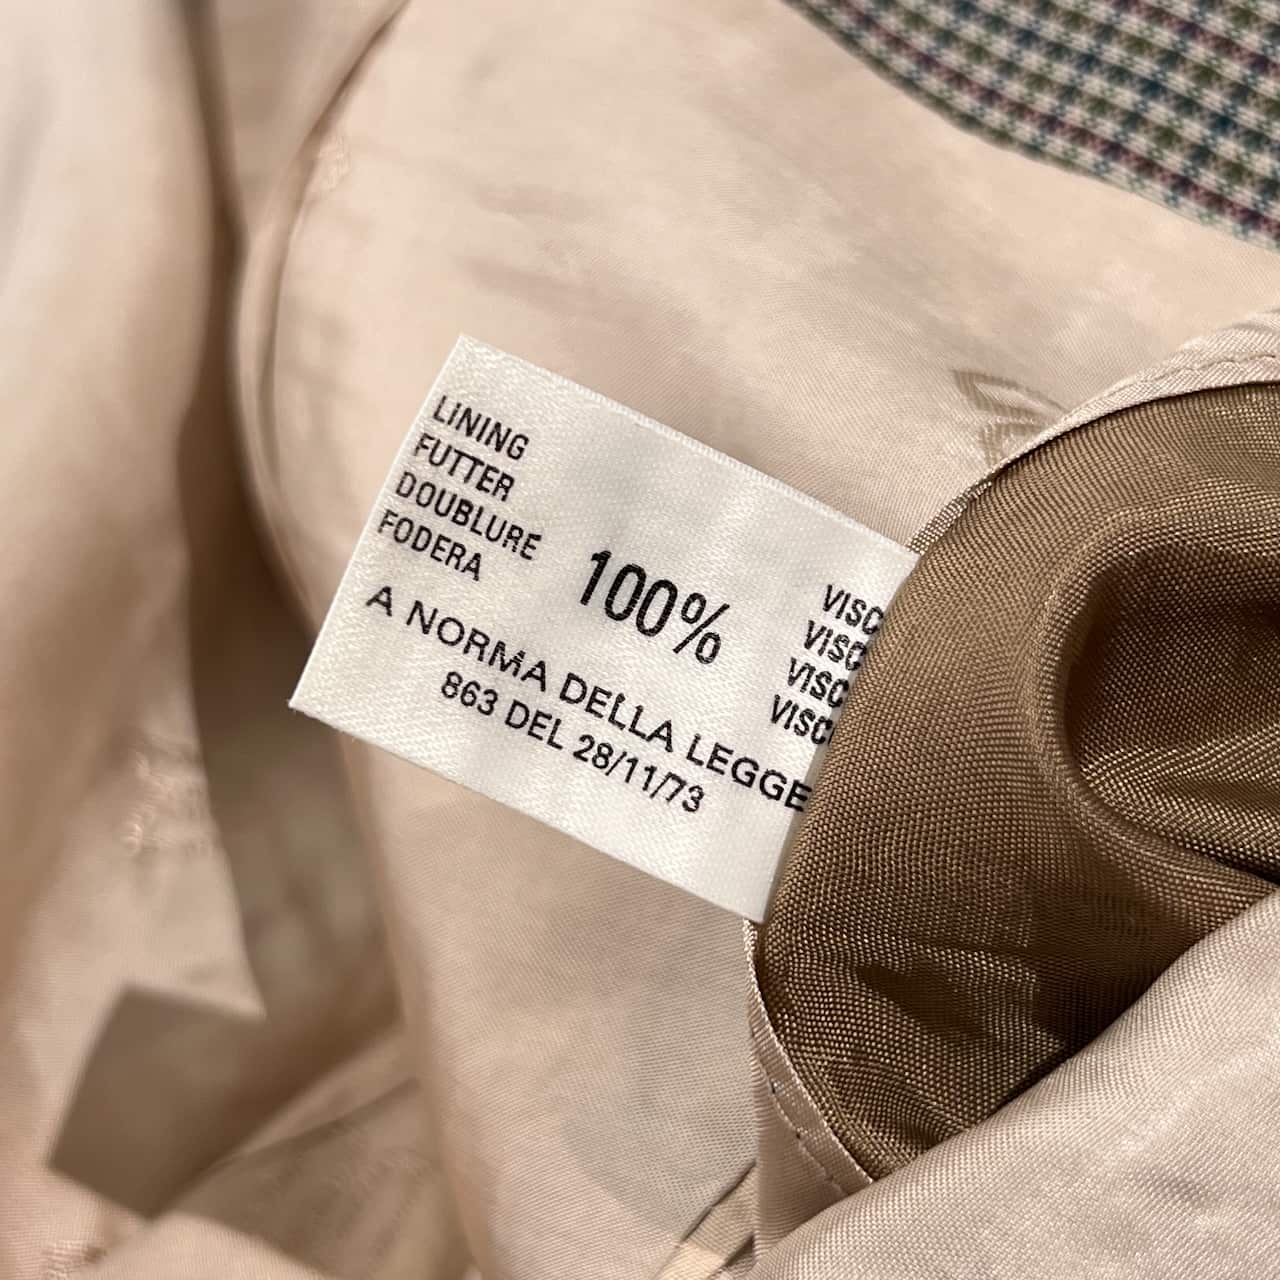 LINING
FUTTER
DOUBLURE
FODERA
100%
VISC
VISC
VISC
VISC
A NORMA DELLA LEGGE
863 DEL 28/11/73